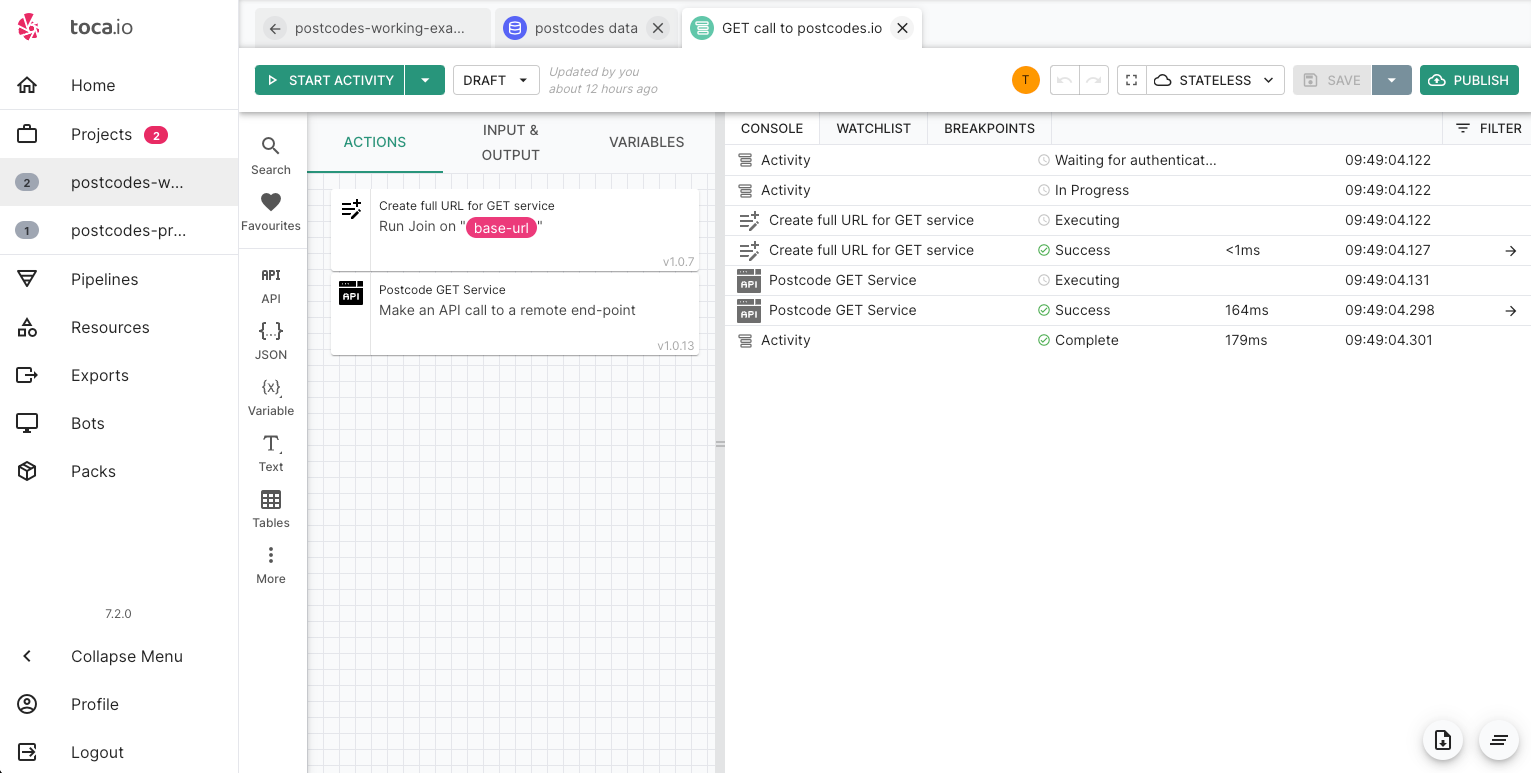 toca.io
Home
Projects 2
2 postcodes-w...
1 postcodes-pr...
Pipelines
Resources
Exports
Bots
Packs
7.2.0
Collapse Menu
Profile
Logout
postcodes-working-exa...
postcodes data
GET call to postcodes.io
START ACTIVITY
DRAFT
Updated by you
about 12 hours ago
T
STATELESS
SAVE
PUBLISH
Search
Favourites
API
API
{...}
JSON
{x}
Variable
T
Text
Tables
More
ACTIONS
INPUT &
OUTPUT
VARIABLES
Create full URL for GET service
Run Join on "base-url"
v1.0.7
API
Postcode GET Service
Make an API call to a remote end-point
v1.0.13
CONSOLE WATCHLIST BREAKPOINTS FILTER
Activity Waiting for authenticat... 09:49:04.122
Activity In Progress 09:49:04.122
Create full URL for GET service Executing 09:49:04.122
Create full URL for GET service Success <1ms 09:49:04.127
API Postcode GET Service Executing 09:49:04.131
API Postcode GET Service Success 164ms 09:49:04.298
Activity Complete 179ms 09:49:04.301